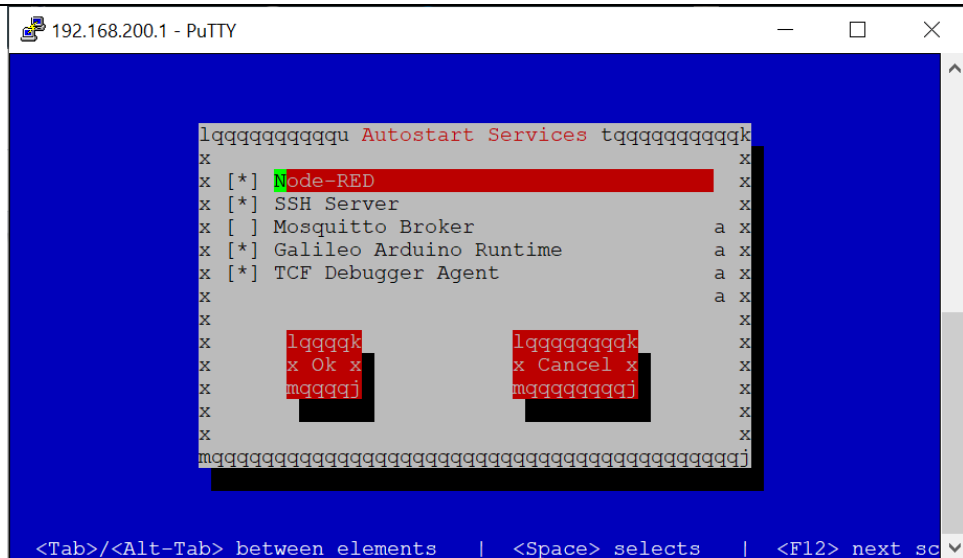 192.168.200.1 - PuTTY
lqqqqqqqqqqu Autostart Services tqqqqqqqqqqk
x x
x [*] Node-RED x
x [*] SSH Server x
x [ ] Mosquitto Broker a x
x [*] Galileo Arduino Runtime a x
x [*] TCF Debugger Agent a x
x a x
x x
x lqqqqk lqqqqqqqqk x
x x Ok x x Cancel x x
x mqqqqj mqqqqqqqqj x
x x
x x
mqqqqqqqqqqqqqqqqqqqqqqqqqqqqqqqqqqqqqqqqqqj
<Tab>/<Alt-Tab> between elements | <Space> selects | <F12> next sc